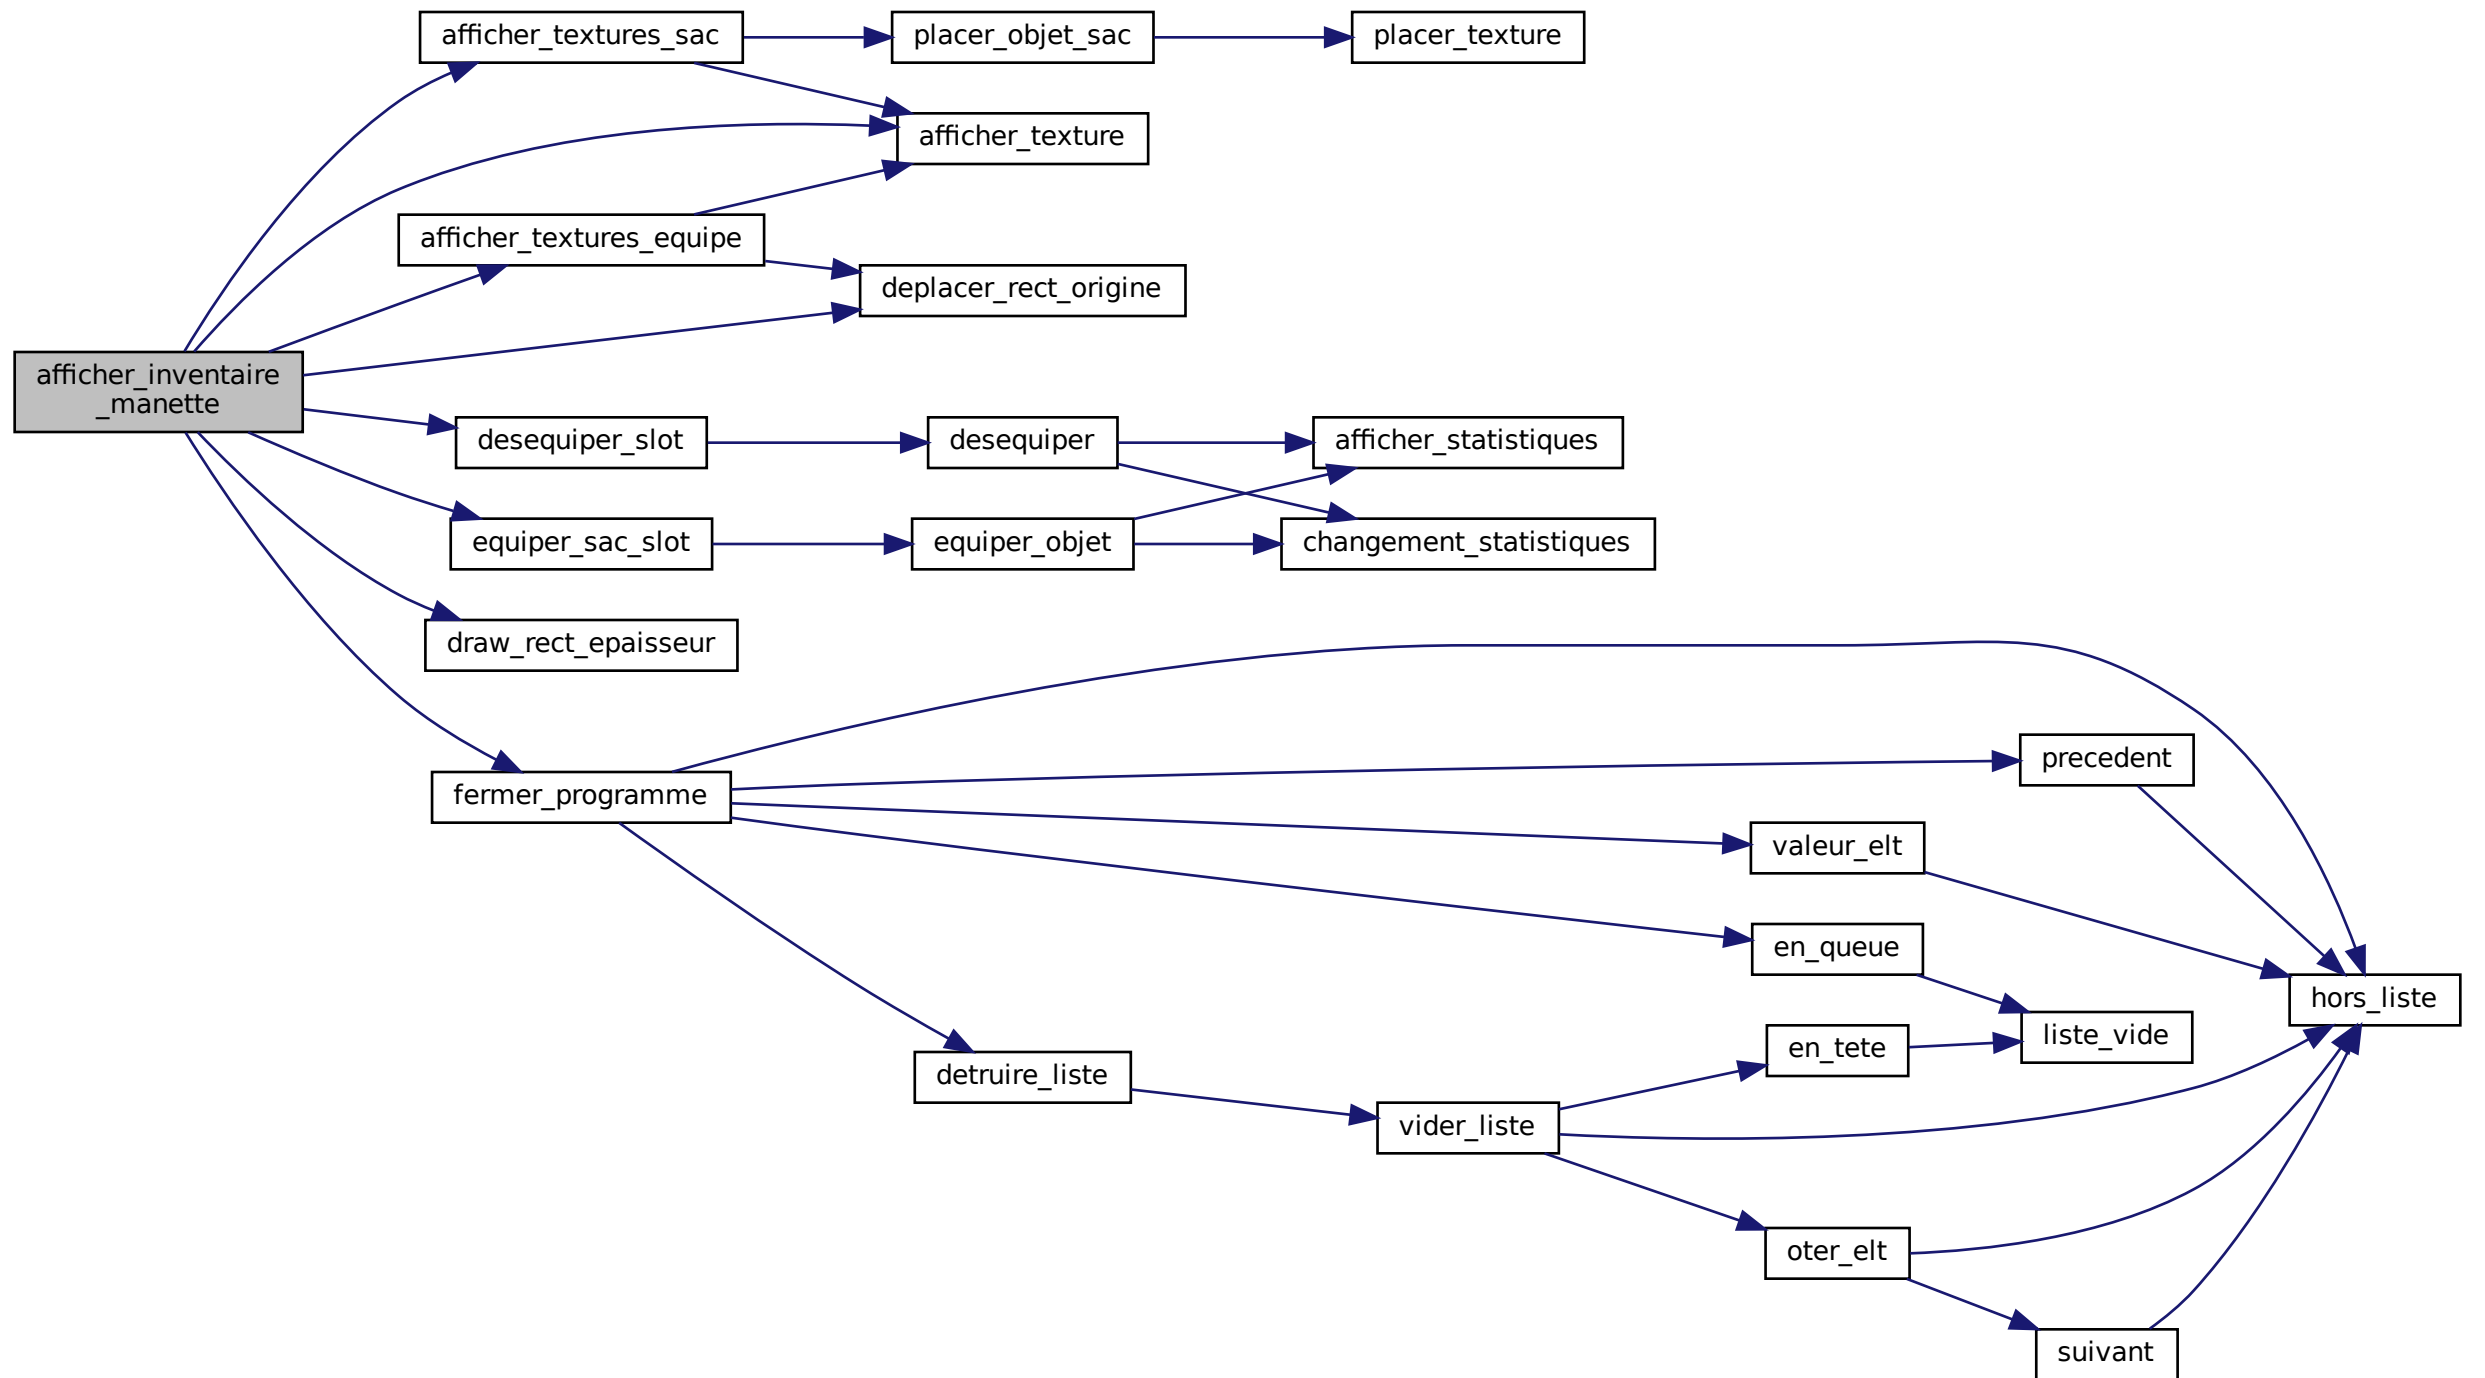 afficher_textures_sac
placer_objet_sac
placer_texture
afficher_texture
afficher_textures_equipe
deplacer_rect_origine
afficher_inventaire
_manette
desequiper_slot
desequiper
afficher_statistiques
equiper_sac_slot
equiper_objet
changement_statistiques
draw_rect_epaisseur
fermer_programme
precedent
valeur_elt
en_queue
hors_liste
liste_vide
en_tete
detruire_liste
vider_liste
oter_elt
suivant